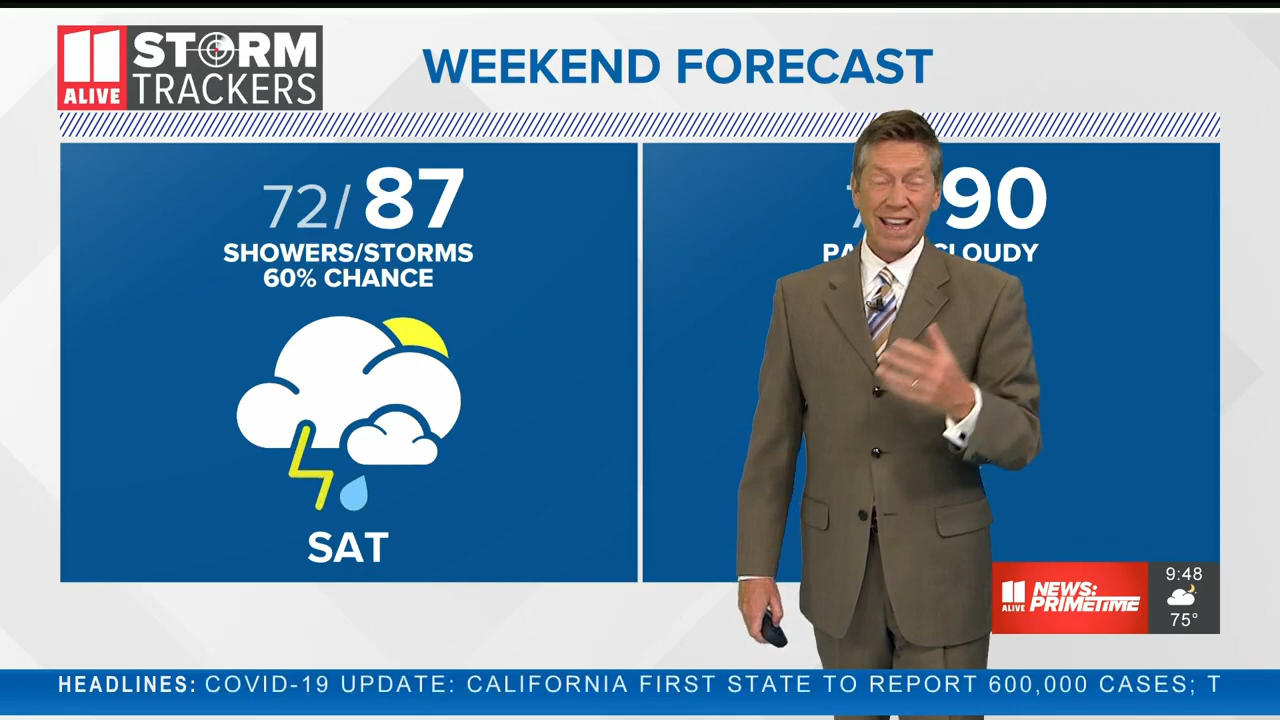 11 ALIVE
STORM
TRACKERS
WEEKEND FORECAST
72/ 87
SHOWERS/STORMS
60% CHANCE
SAT
90
CLOUDY
11 ALIVE
NEWS:
PRIMETIME
9:48
75°
HEADLINES: COVID-19 UPDATE: CALIFORNIA FIRST STATE TO REPORT 600,000 CASES; T